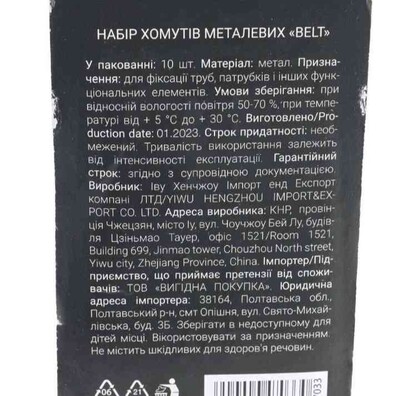 НАБІР ХОМУТІВ МЕТАЛЕВИХ «BELT»
У пакованні: 10 шт. Матеріал: метал. Призна-
чення: для фіксації труб, патрубків і інших функ-
ціональних елементів. Умови зберігання: при
відносній вологості повітря 50-70 %, при темпе-
ратурі від + 5 °С до + 30 °С. Виготовлено/Pro-
duction date: 01.2023. Строк придатності: необ-
межений. Тривалість використання залежить
від інтенсивності експлуатації. Гарантійний
строк: згідно з супровідною документацією.
Виробник: Іву Хенчжоу Імпорт енд Експорт
компані ЛТД/YIWU HENGZHOU IMPORT&EX-
PORT CO. LTD. Адреса виробника: КНР, провін-
ція Чжецзян, місто Іу, вул. Чоучжоу Бей Лу, будів-
ля Цзіньмао Тауер, офіс 1521/Room 1521,
Building 699, Jinmao tower, Chouzhou North street,
Yiwu city, Zhejiang Province, China. Імпортер/Під-
приємство, що приймає претензії від спожи-
вачів: ТОВ «ВИГІДНА ПОКУПКА». Юридична
адреса імпортера: 38164, Полтавська обл.,
Полтавський р-н, смт Опішня, вул. Свято-Михай-
лівська, буд. 3Б. Зберігати в недоступному для
дітей місці. Використовувати за призначенням.
Не містить шкідливих для здоров'я речовин.
06
21
7033